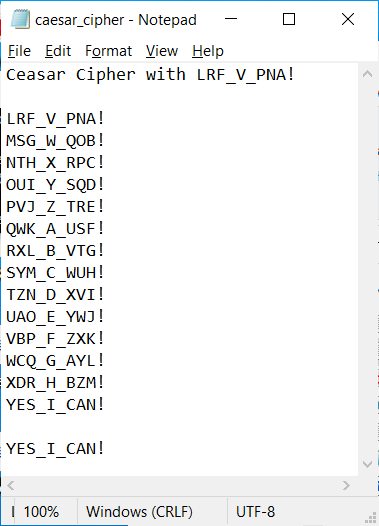 caesar_cipher - Notepad
File Edit Format View Help
Ceasar Cipher with LRF_V_PNA!
LRF_V_PNA!
MSG_W_QOB!
NTH_X_RPC!
OUI_Y_SQD!
PVJ_Z_TRE!
QWK_A_USF!
RXL_B_VTG!
SYM_C_WUH!
TZN_D_XVI!
UAO_E_YWJ!
VBP_F_ZXK!
WCQ_G_AYL!
XDR_H_BZM!
YES_I_CAN!
YES_I_CAN!
100% Windows (CRLF) UTF-8